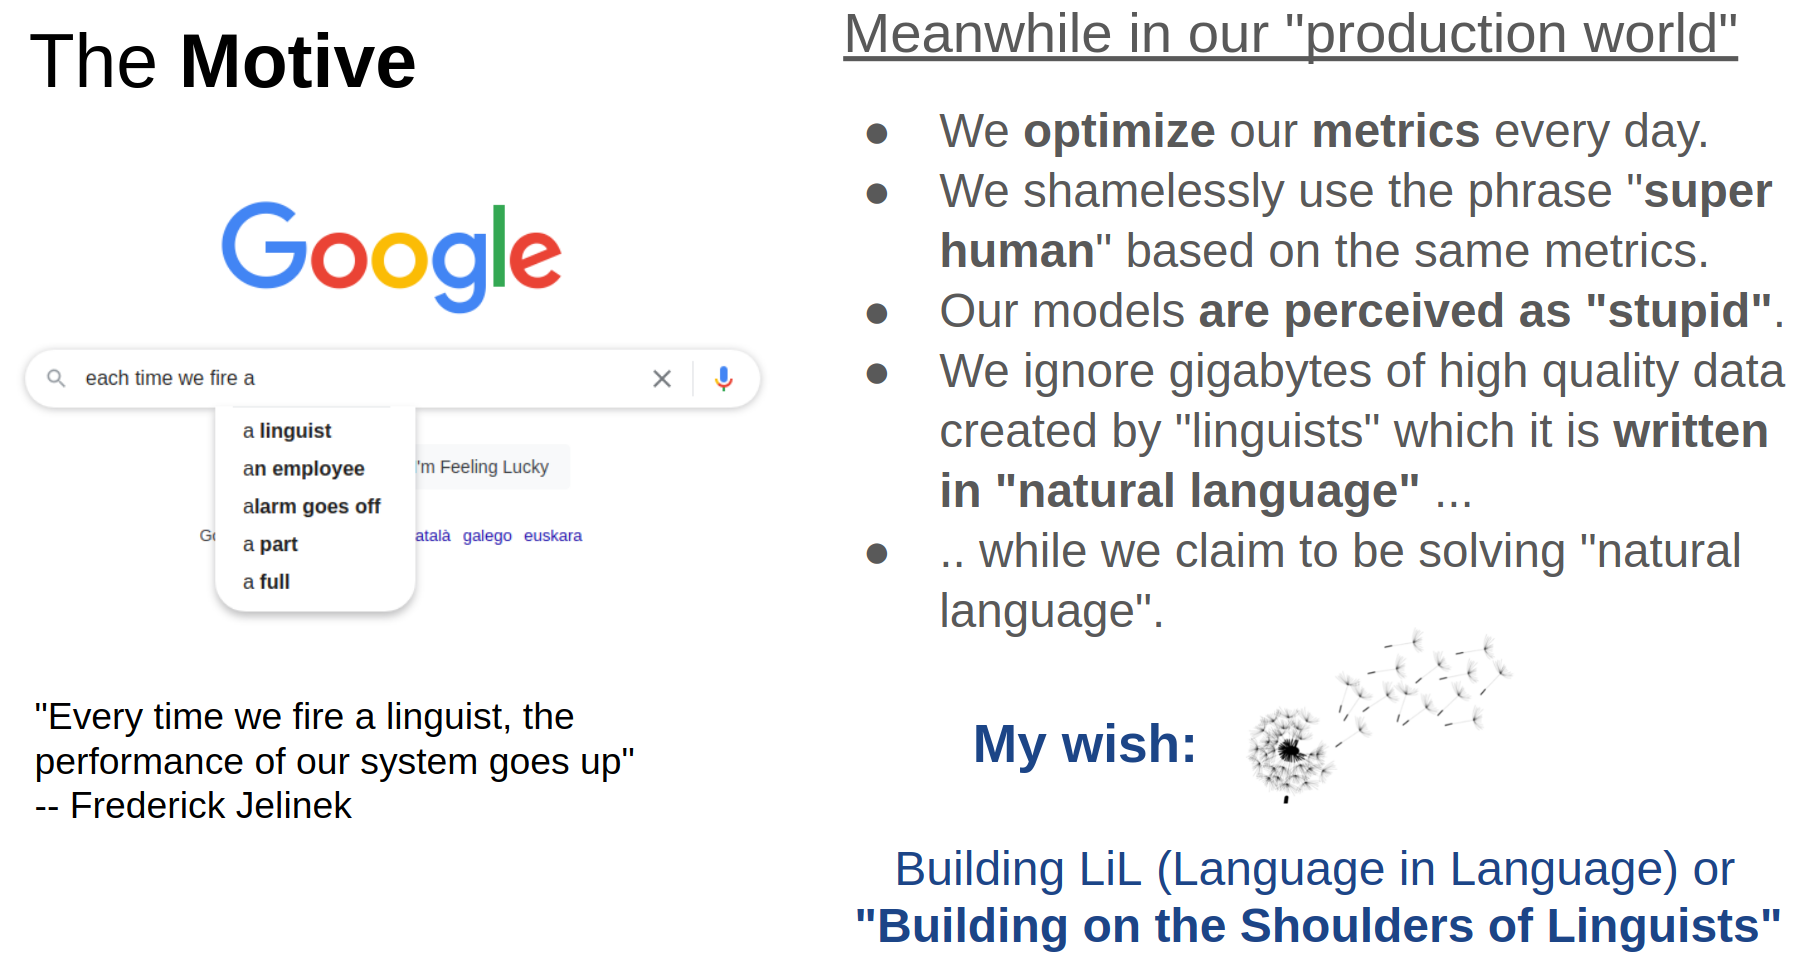 The Motive
Google
each time we fire a
a linguist
an employee
alarm goes off
a part
a full
'm Feeling Lucky
Go
atalà galego euskara
"Every time we fire a linguist, the
performance of our system goes up"
-- Frederick Jelinek
Meanwhile in our "production world"
● We optimize our metrics every day.
● We shamelessly use the phrase "super
human" based on the same metrics.
● Our models are perceived as "stupid".
● We ignore gigabytes of high quality data
created by "linguists" which it is written
in "natural language" ...
● .. while we claim to be solving "natural
language".
My wish:
Building LiL (Language in Language) or
"Building on the Shoulders of Linguists"